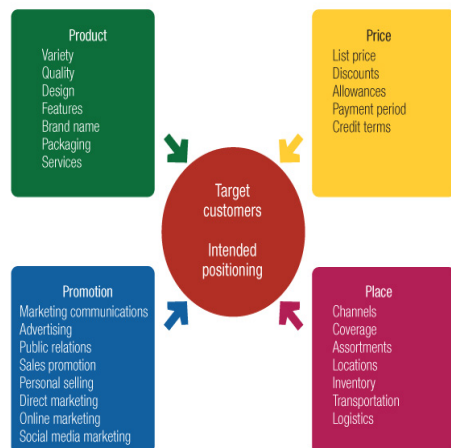 Product
Variety
Quality
Design
Features
Brand name
Packaging
Services
Price
List price
Discounts
Allowances
Payment period
Credit terms
Target
customers
Intended
positioning
Promotion
Marketing communications
Advertising
Public relations
Sales promotion
Personal selling
Direct marketing
Online marketing
Social media marketing
Place
Channels
Coverage
Assortments
Locations
Inventory
Transportation
Logistics